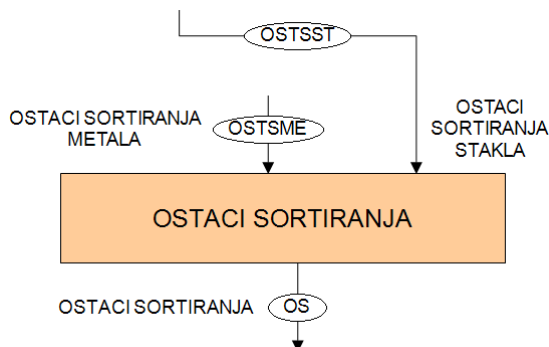 OSTSST
OSTACI SORTIRANJA
METALA
OSTSME
OSTACI
SORTIRANJA
STAKLA
OSTACI SORTIRANJA
OSTACI SORTIRANJA
OS